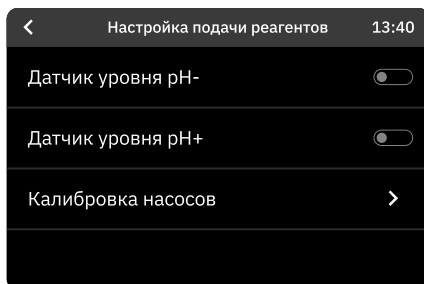 Настройка подачи реагентов 13:40
Датчик уровня pH-
Датчик уровня pH+
Калибровка насосов